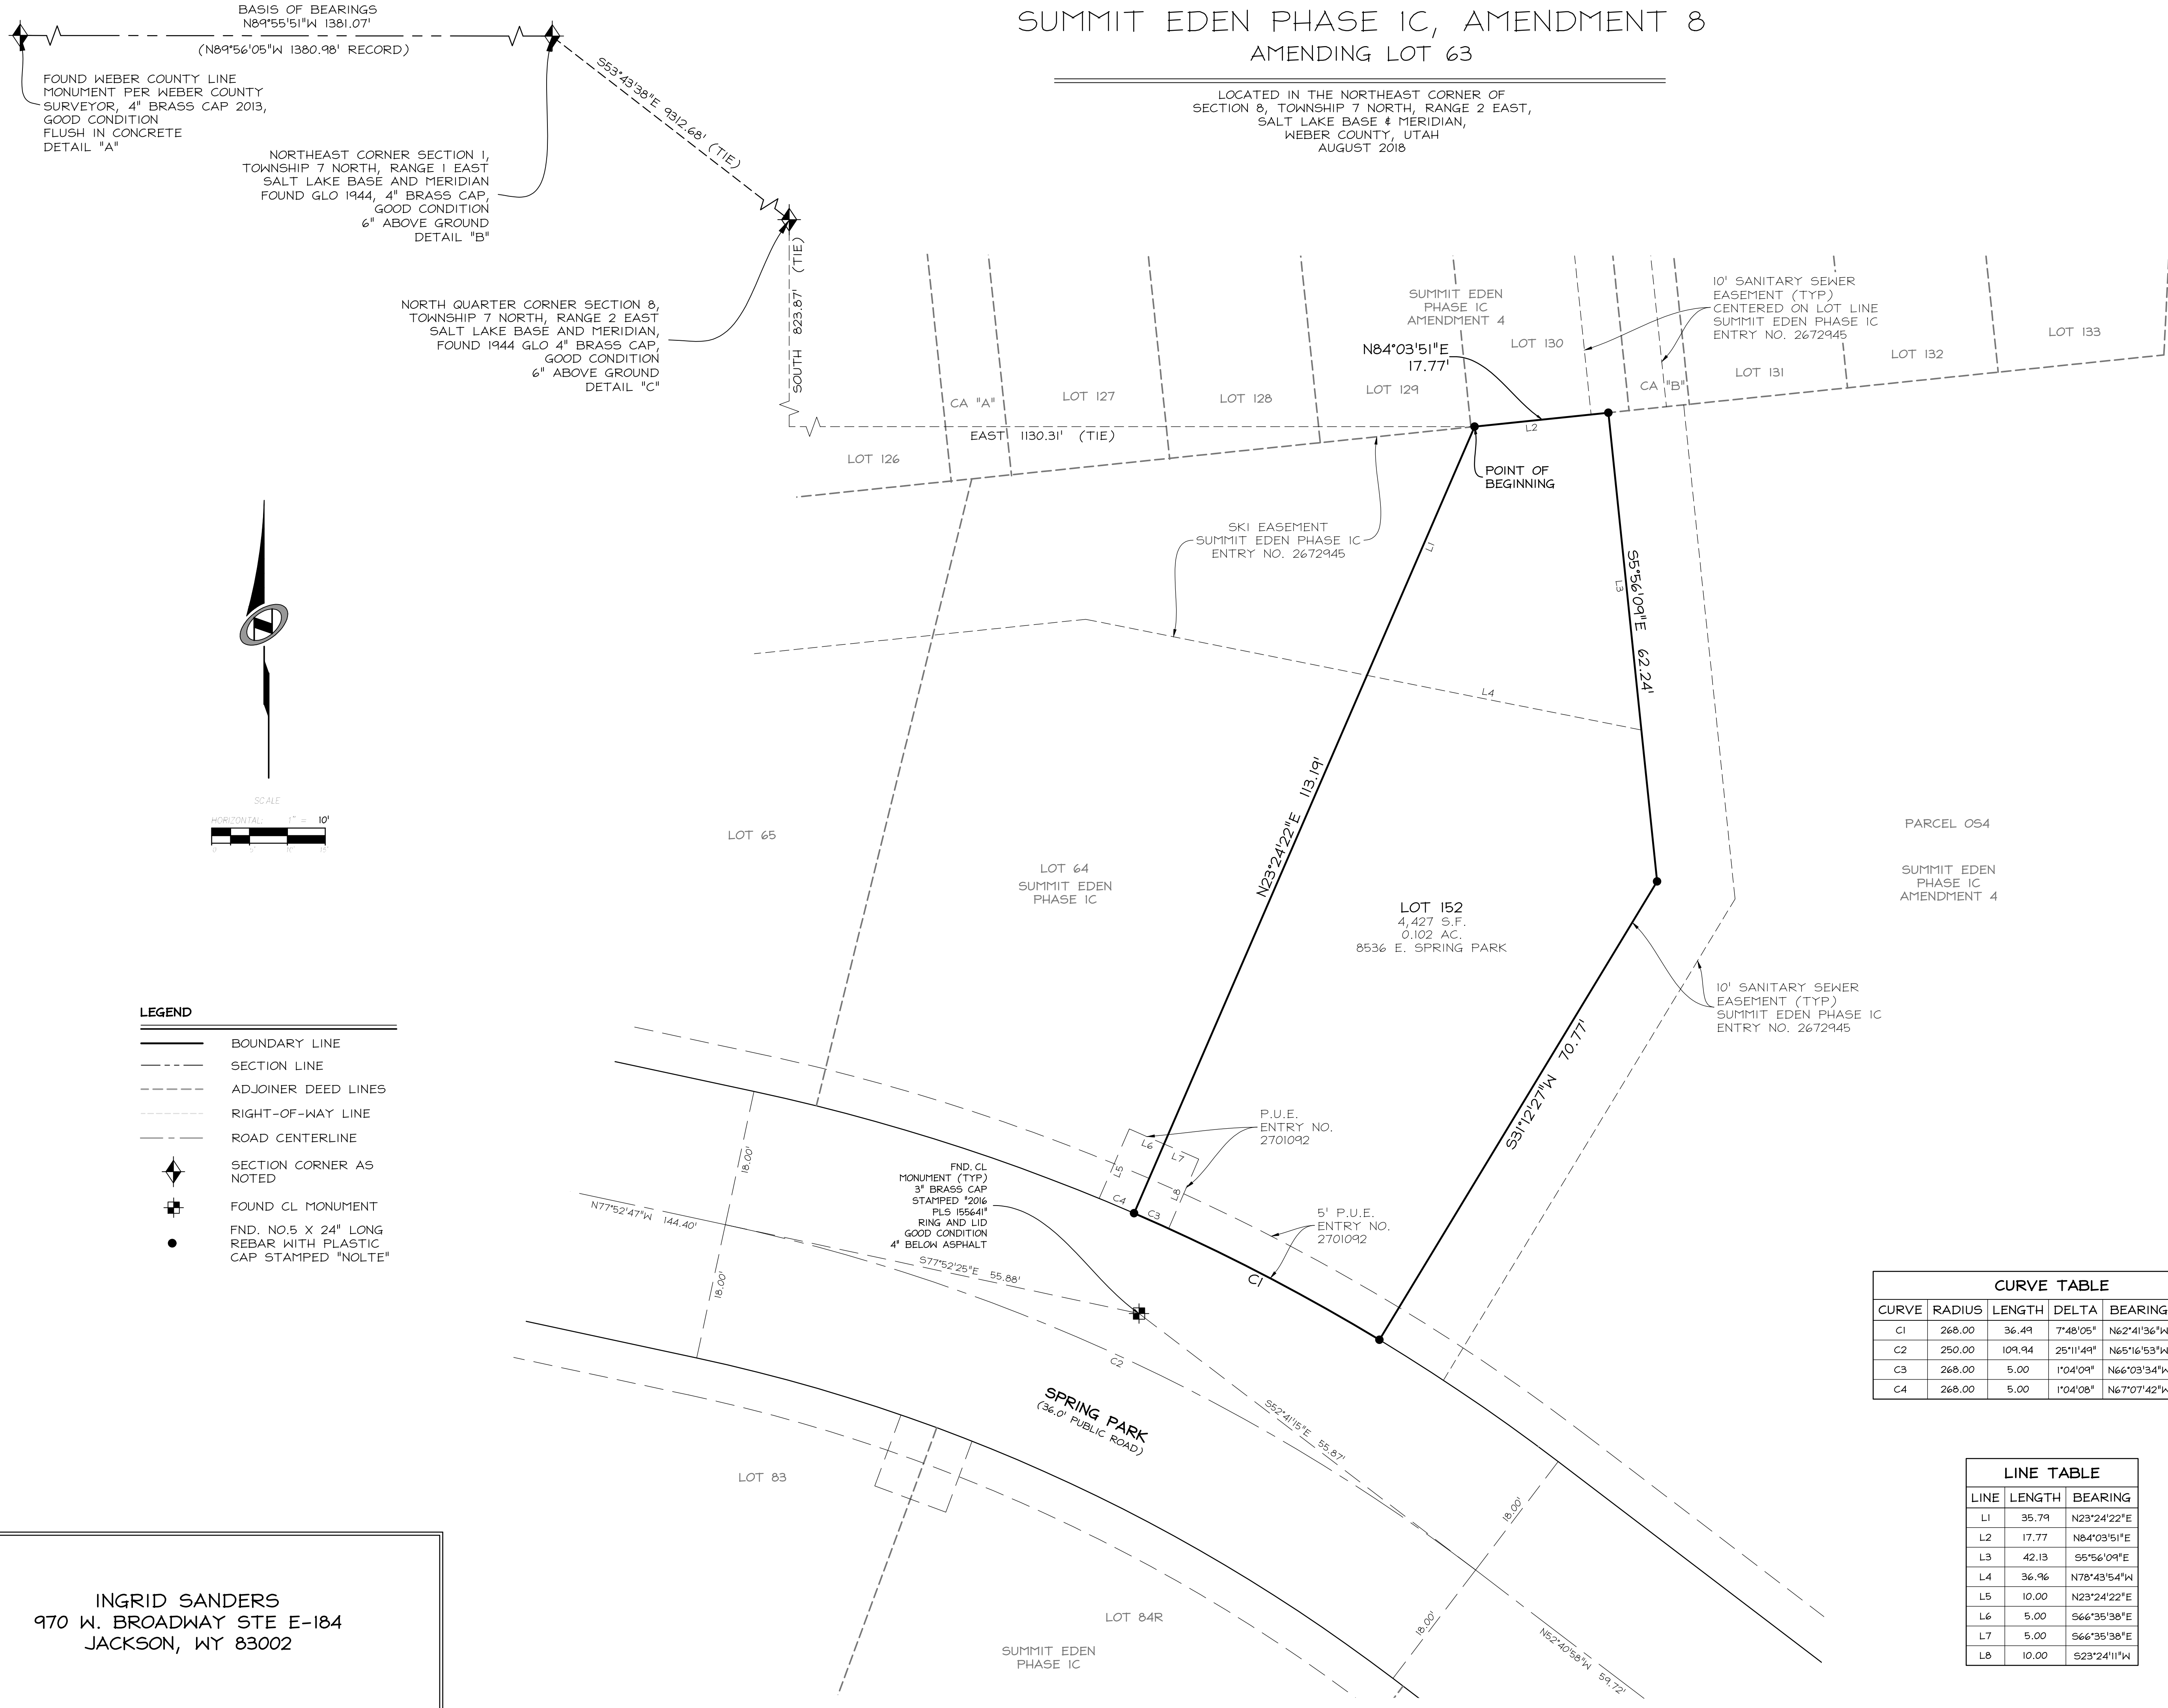 SUMMIT EDEN PHASE 1C, AMENDMENT 8
AMENDING LOT 63
LOCATED IN THE NORTHEAST CORNER OF
SECTION 8, TOWNSHIP 7 NORTH, RANGE 2 EAST,
SALT LAKE BASE & MERIDIAN,
WEBER COUNTY, UTAH
AUGUST 2018
BASIS OF BEARINGS
N89°55'51"W 1381.07'
(N89°56'05"W 1380.98' RECORD)
FOUND WEBER COUNTY LINE
MONUMENT PER WEBER COUNTY
SURVEYOR, 4" BRASS CAP 2013,
GOOD CONDITION
FLUSH IN CONCRETE
DETAIL "A"
S53°43'38"E 9312.68' (TIE)
NORTHEAST CORNER SECTION 1,
TOWNSHIP 7 NORTH, RANGE 1 EAST
SALT LAKE BASE AND MERIDIAN
FOUND GLO 1944, 4" BRASS CAP,
GOOD CONDITION
6" ABOVE GROUND
DETAIL "B"
NORTH QUARTER CORNER SECTION 8,
TOWNSHIP 7 NORTH, RANGE 2 EAST
SALT LAKE BASE AND MERIDIAN,
FOUND 1944 GLO 4" BRASS CAP,
GOOD CONDITION
6" ABOVE GROUND
DETAIL "C"
SOUTH 823.87' (TIE)
EAST 1130.31' (TIE)
SUMMIT EDEN
PHASE 1C
AMENDMENT 4
10' SANITARY SEWER
EASEMENT (TYP)
CENTERED ON LOT LINE
SUMMIT EDEN PHASE 1C
ENTRY NO. 2672945
N84°03'51"E
17.77'
LOT 126
CA "A"
LOT 127
LOT 128
LOT 129
LOT 130
CA "B"
LOT 131
LOT 132
LOT 133
L2
POINT OF
BEGINNING
SKI EASEMENT
SUMMIT EDEN PHASE 1C
ENTRY NO. 2672945
L1
L3
S5°56'09"E 62.24'
L4
N23°24'22"E 113.19'
SCALE
HORIZONTAL: 1" = 10'
LOT 65
LOT 64
SUMMIT EDEN
PHASE 1C
LOT 152
4,427 S.F.
0.102 AC.
8536 E. SPRING PARK
PARCEL OS4
SUMMIT EDEN
PHASE 1C
AMENDMENT 4
10' SANITARY SEWER
EASEMENT (TYP)
SUMMIT EDEN PHASE 1C
ENTRY NO. 2672945
S31°12'27"W 70.77'
LEGEND
BOUNDARY LINE
SECTION LINE
ADJOINER DEED LINES
RIGHT-OF-WAY LINE
ROAD CENTERLINE
SECTION CORNER AS
NOTED
FOUND CL MONUMENT
FND. NO.5 X 24" LONG
REBAR WITH PLASTIC
CAP STAMPED "NOLTE"
P.U.E.
ENTRY NO.
2701092
L6
L7
L5
L8
C4
C3
5' P.U.E.
ENTRY NO.
2701092
C1
FND. CL
MONUMENT (TYP)
3" BRASS CAP
STAMPED "2016
PLS 155641"
RING AND LID
GOOD CONDITION
4" BELOW ASPHALT
18.00'
18.00'
N77°52'47"W 144.40'
S77°52'25"E 55.88'
C2
SPRING PARK
(36.0' PUBLIC ROAD)
S52°41'15"E 55.87'
18.00'
18.00'
N52°40'58"W 59.72'
LOT 83
LOT 84R
SUMMIT EDEN
PHASE 1C
CURVE TABLE
CURVE RADIUS LENGTH DELTA BEARING
C1 268.00 36.49 7°48'05" N62°41'36"W
C2 250.00 109.94 25°11'49" N65°16'53"W
C3 268.00 5.00 1°04'09" N66°03'34"W
C4 268.00 5.00 1°04'08" N67°07'42"W
LINE TABLE
LINE LENGTH BEARING
L1 35.79 N23°24'22"E
L2 17.77 N84°03'51"E
L3 42.13 S5°56'09"E
L4 36.96 N78°43'54"W
L5 10.00 N23°24'22"E
L6 5.00 S66°35'38"E
L7 5.00 S66°35'38"E
L8 10.00 S23°24'11"W
INGRID SANDERS
970 W. BROADWAY STE E-184
JACKSON, WY 83002